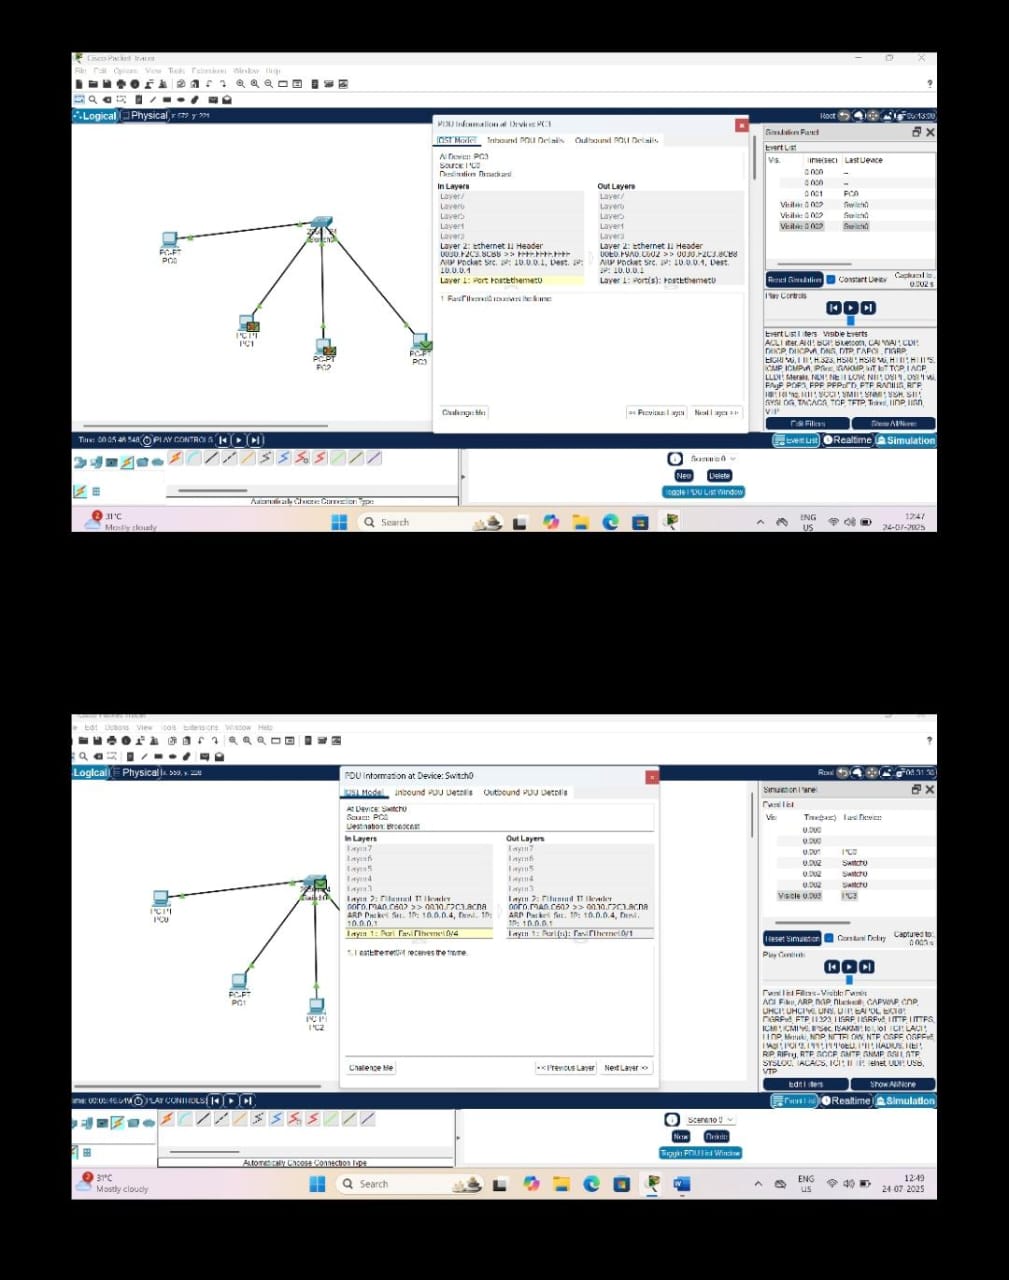 Cisco Packet Tracer
File Edit Options View Tools Extensions Window Help
Logical Physical x: 572, y: 221
Root
PC-PT
PC0
PC-PT
PC1
PC-PT
PC2
PC-PT
PC3
Switch0
PDU Information at Device: PC3
OSI Model Inbound PDU Details Outbound PDU Details
At Device: PC3
Source: PC0
Destination: Broadcast
In Layers Out Layers
Layer7 Layer7
Layer6 Layer6
Layer5 Layer5
Layer4 Layer4
Layer3 Layer3
Layer 2: Ethernet II Header
0030.F2C3.8CB8 >> FFFF.FFFF.FFFF
ARP Packet Src. IP: 10.0.0.1, Dest. IP:
10.0.0.4
Layer 1: Port FastEthernet0
Layer 2: Ethernet II Header
00E0.F9A0.C602 >> 0030.F2C3.8CB8
ARP Packet Src. IP: 10.0.0.4, Dest.
IP: 10.0.0.1
Layer 1: Port(s): FastEthernet0
1. FastEthernet0 receives the frame.
Challenge Me << Previous Layer Next Layer >>
Simulation Panel
Event List
Vis. Time(sec) Last Device
0.000 --
0.000 --
0.001 PC0
Visible 0.002 Switch0
Visible 0.002 Switch0
Visible 0.002 Switch0
Reset Simulation Constant Delay Captured to:
0.002 s
Play Controls
Event List Filters - Visible Events
ACL Filter, ARP, BGP, Bluetooth, CAPWAP, CDP,
DHCP, DHCPv6, DNS, DTP, EAPOL, EIGRP,
EIGRPv6, FTP, H.323, HSRP, HSRPv6, HTTP, HTTPS,
ICMP, ICMPv6, IPSec, ISAKMP, IoT, IoT TCP, LACP,
LLDP, Meraki, NDP, NETFLOW, NTP, OSPF, OSPFv6,
PAgP, POP3, PPP, PPPoED, PTP, RADIUS, REP,
RIP, RIPng, RTP, SCCP, SMTP, SNMP, SSH, STP,
SYSLOG, TACACS, TCP, TFTP, Telnet, UDP, USB,
VTP
Edit Filters Show All/None
Time: 00:05:46.548 PLAY CONTROLS
Event List Realtime Simulation
Scenario 0
New Delete
Toggle PDU List Window
Automatically Choose Connection Type
2
31°C
Mostly cloudy
Search
ENG
US
12:47
24-07-2025
Edit Options View Tools Extensions Window Help
Logical Physical x: 559, y: 228
Root
PC-PT
PC0
PC-PT
PC1
PC-PT
PC2
PDU Information at Device: Switch0
OSI Model Inbound PDU Details Outbound PDU Details
At Device: Switch0
Source: PC0
Destination: Broadcast
In Layers Out Layers
Layer7 Layer7
Layer6 Layer6
Layer5 Layer5
Layer4 Layer4
Layer3 Layer3
Layer 2: Ethernet II Header
00E0.F9A0.C602 >> 0030.F2C3.8CB8
ARP Packet Src. IP: 10.0.0.4, Dest. IP:
10.0.0.1
Layer 1: Port FastEthernet0/4
Layer 2: Ethernet II Header
00E0.F9A0.C602 >> 0030.F2C3.8CB8
ARP Packet Src. IP: 10.0.0.4, Dest. IP:
10.0.0.1
Layer 1: Port(s): FastEthernet0/1
1. FastEthernet0/4 receives the frame.
Challenge Me << Previous Layer Next Layer >>
Simulation Panel
Event List
Vis. Time(sec) Last Device
0.000
0.000
0.001 PC0
0.002 Switch0
0.002 Switch0
0.002 Switch0
Visible 0.003 PC3
Reset Simulation Constant Delay Captured to:
0.003 s
Play Controls
Event List Filters - Visible Events
ACL Filter, ARP, BGP, Bluetooth, CAPWAP, CDP,
DHCP, DHCPv6, DNS, DTP, EAPOL, EIGRP,
EIGRPv6, FTP, H.323, HSRP, HSRPv6, HTTP, HTTPS,
ICMP, ICMPv6, IPSec, ISAKMP, IoT, IoT TCP, LACP,
LLDP, Meraki, NDP, NETFLOW, NTP, OSPF, OSPFv6,
PAgP, POP3, PPP, PPPoED, PTP, RADIUS, REP,
RIP, RIPng, RTP, SCCP, SMTP, SNMP, SSH, STP,
SYSLOG, TACACS, TCP, TFTP, Telnet, UDP, USB,
VTP
Edit Filters Show All/None
Time: 00:05:46.549 PLAY CONTROLS:
Event List Realtime Simulation
Scenario 0
New Delete
Toggle PDU List Window
Automatically Choose Connection Type
2
31°C
Mostly cloudy
Search
ENG
US
12:49
24-07-2025